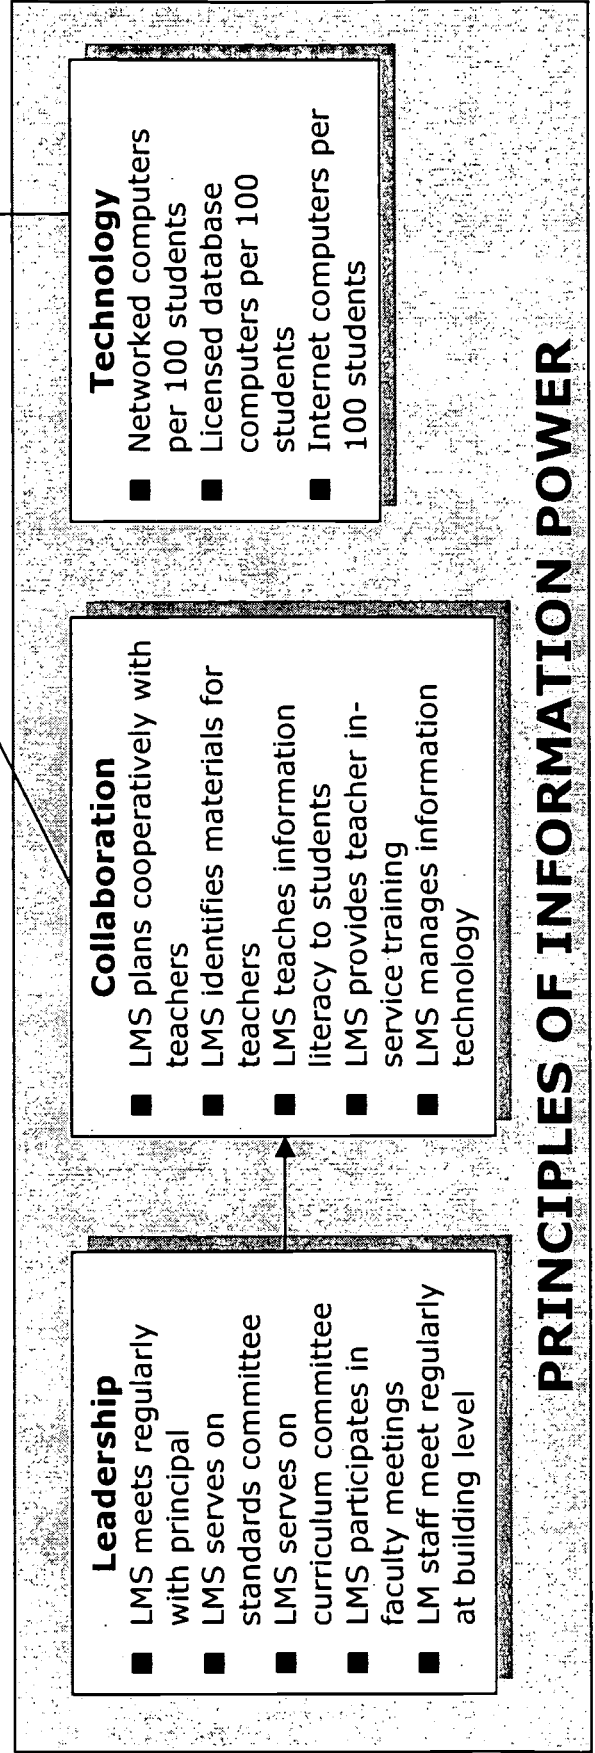 Leadership
■ LMS meets regularly
with principal
■ LMS serves on
standards committee
■ LMS serves on
curriculum committee
■ LMS participates in
faculty meetings
■ LM staff meet regularly
at building level
Collaboration
■ LMS plans cooperatively with
teachers
■ LMS identifies materials for
teachers
■ LMS teaches information
literacy to students
■ LMS provides teacher in-
service training
■ LMS manages information
technology
Technology
■ Networked computers
per 100 students
■ Licensed database
computers per 100
students
■ Internet computers per
100 students
PRINCIPLES OF INFORMATION POWER